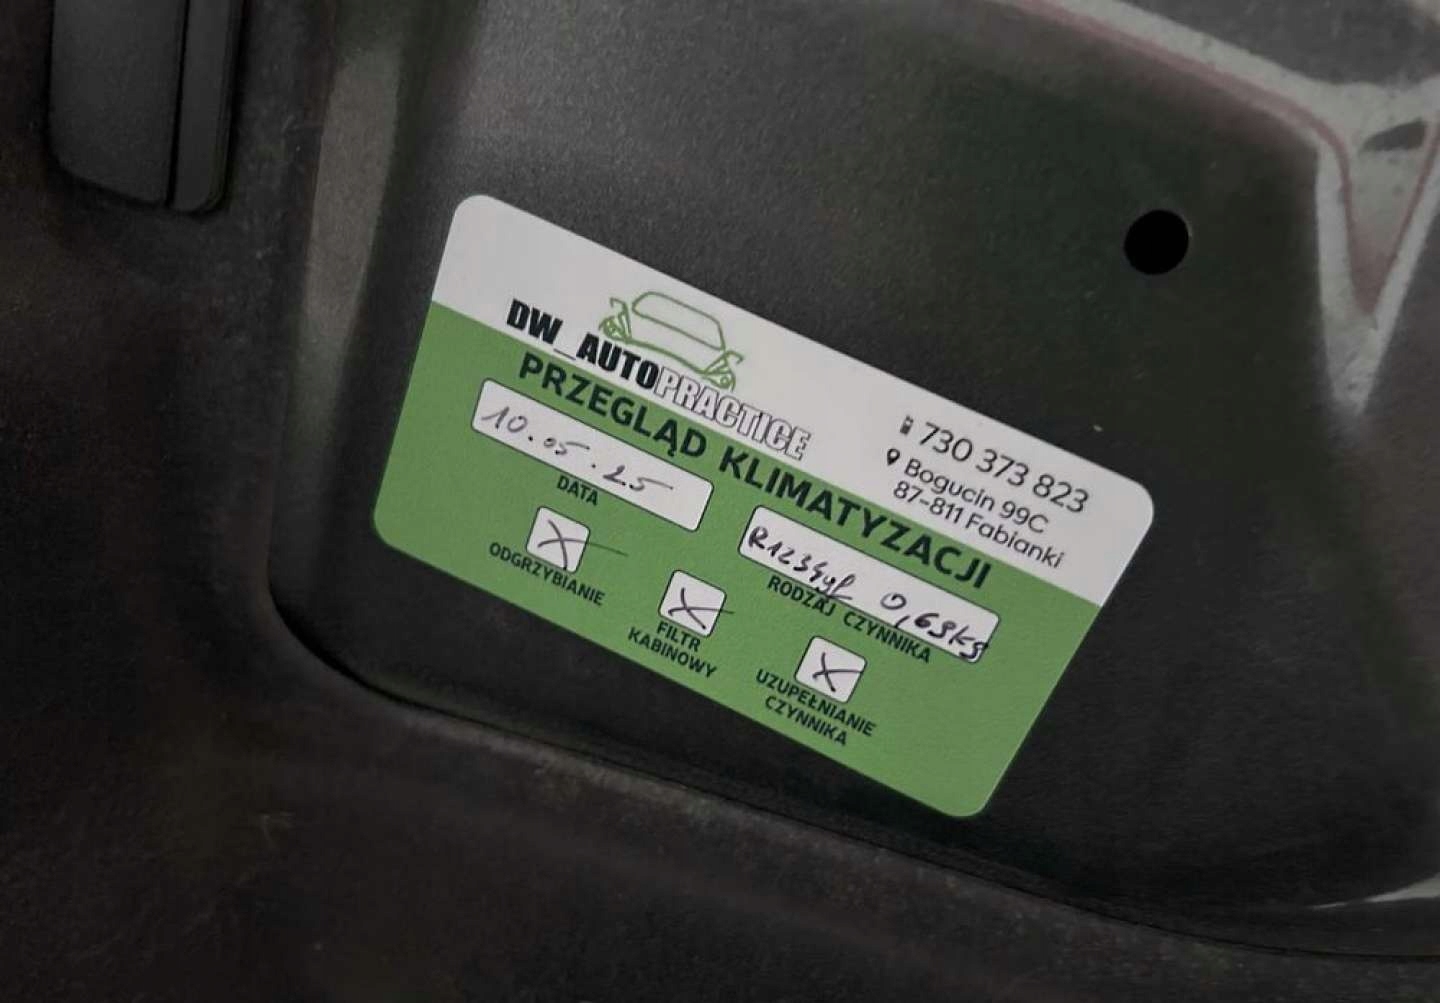 DW_AUTOPRACTICE
730 373 823
Bogucin 99C
87-811 Fabianki
PRZEGLĄD KLIMATYZACJI
10.05.25
DATA
R1234yf 0,69kg
RODZAJ CZYNNIKA
X
ODGRZYBIANIE
X
FILTR
KABINOWY
X
UZUPEŁNIANIE
CZYNNIKA